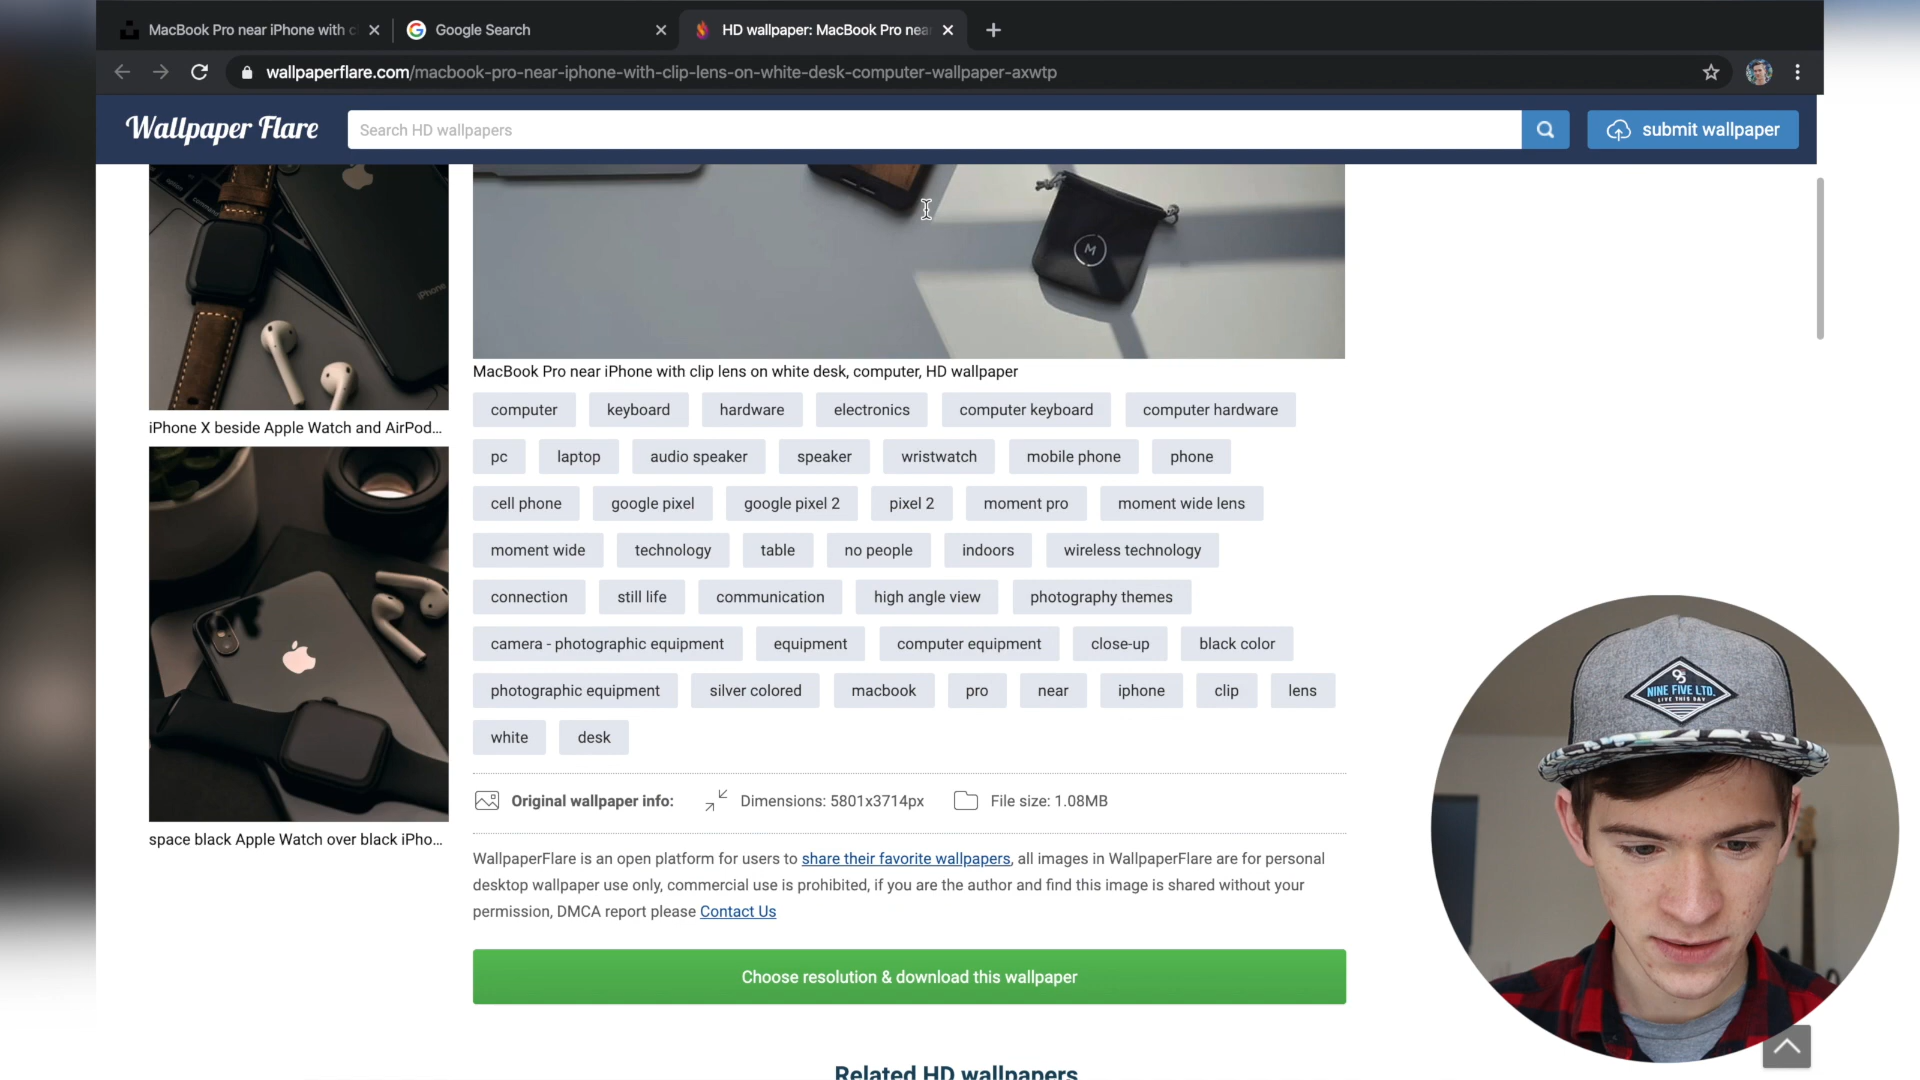 MacBook Pro near iPhone with c
Google Search
HD wallpaper: MacBook Pro nea
wallpaperflare.com/macbook-pro-near-iphone-with-clip-lens-on-white-desk-computer-wallpaper-axwtp
Wallpaper Flare
Search HD wallpapers
submit wallpaper
iPhone
M
MacBook Pro near iPhone with clip lens on white desk, computer, HD wallpaper
computer keyboard hardware electronics computer keyboard computer hardware
iPhone X beside Apple Watch and AirPod...
pc laptop audio speaker speaker wristwatch mobile phone phone
cell phone google pixel google pixel 2 pixel 2 moment pro moment wide lens
moment wide technology table no people indoors wireless technology
connection still life communication high angle view photography themes
camera - photographic equipment equipment computer equipment close-up black color
photographic equipment silver colored macbook pro near iphone clip lens
white desk
Original wallpaper info: Dimensions: 5801x3714px File size: 1.08MB
space black Apple Watch over black iPho...
WallpaperFlare is an open platform for users to share their favorite wallpapers, all images in WallpaperFlare are for personal
desktop wallpaper use only, commercial use is prohibited, if you are the author and find this image is shared without your
permission, DMCA report please Contact Us
Choose resolution & download this wallpaper
Related HD wallpapers
95
NINE FIVE LTD.
LIVE THIS DAY